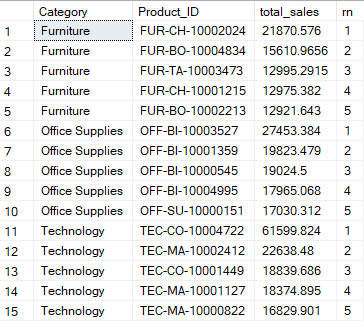 Category Product_ID total_sales rn
1 Furniture FUR-CH-10002024 21870.576 1
2 Furniture FUR-BO-10004834 15610.9656 2
3 Furniture FUR-TA-10003473 12995.2915 3
4 Furniture FUR-CH-10001215 12975.382 4
5 Furniture FUR-BO-10002213 12921.643 5
6 Office Supplies OFF-BI-10003527 27453.384 1
7 Office Supplies OFF-BI-10001359 19823.479 2
8 Office Supplies OFF-BI-10000545 19024.5 3
9 Office Supplies OFF-BI-10004995 17965.068 4
10 Office Supplies OFF-SU-10000151 17030.312 5
11 Technology TEC-CO-10004722 61599.824 1
12 Technology TEC-MA-10002412 22638.48 2
13 Technology TEC-CO-10001449 18839.686 3
14 Technology TEC-MA-10001127 18374.895 4
15 Technology TEC-MA-10000822 16829.901 5